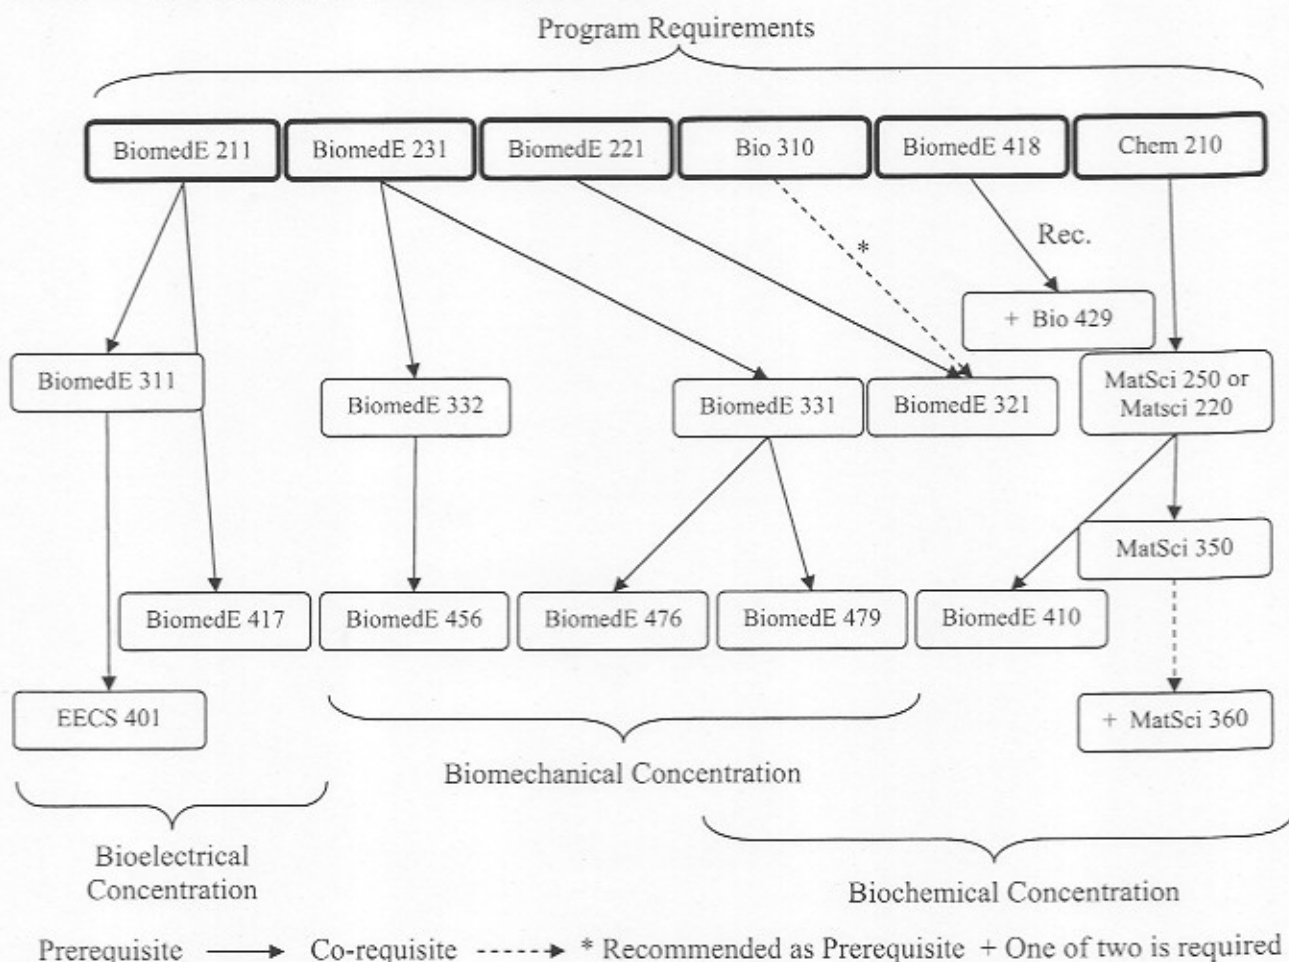 Program Requirements
BiomedE 211
BiomedE 231
BiomedE 221
Bio 310
BiomedE 418
Chem 210
Rec.
*
+ Bio 429
BiomedE 311
BiomedE 332
BiomedE 331
BiomedE 321
MatSci 250 or
Matsci 220
MatSci 350
BiomedE 417
BiomedE 456
BiomedE 476
BiomedE 479
BiomedE 410
EECS 401
+ MatSci 360
Biomechanical Concentration
Bioelectrical
Concentration
Biochemical Concentration
Prerequisite Co-requisite * Recommended as Prerequisite + One of two is required